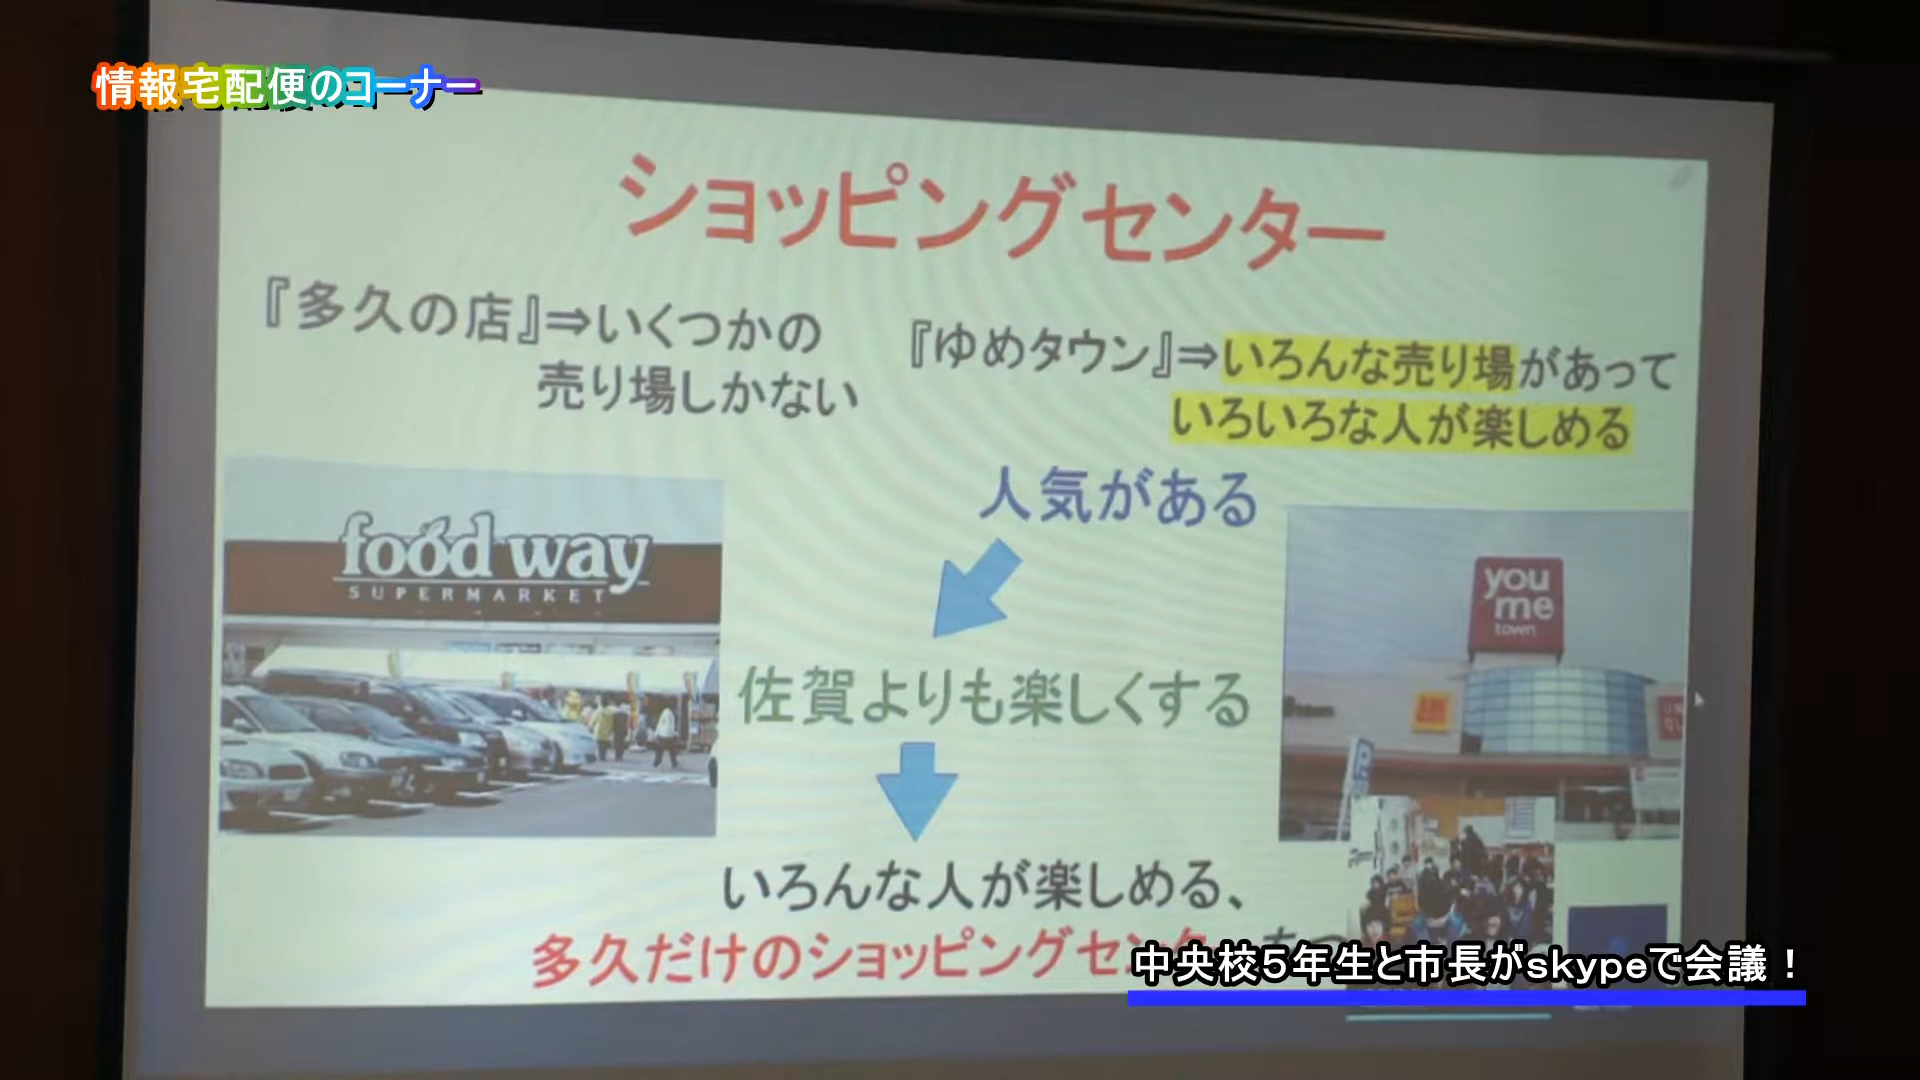 情報宅配便のコーナー
ショッピングセンター
『多久の店』⇒いくつかの
売り場しかない
『ゆめタウン』⇒いろんな売り場があって
いろいろな人が楽しめる
人気がある
food way
SUPERMARKET
you
me
town
佐賀よりも楽しくする
いろんな人が楽しめる、
多久だけのショッピングセン
中央校5年生と市長がskypeで会議！